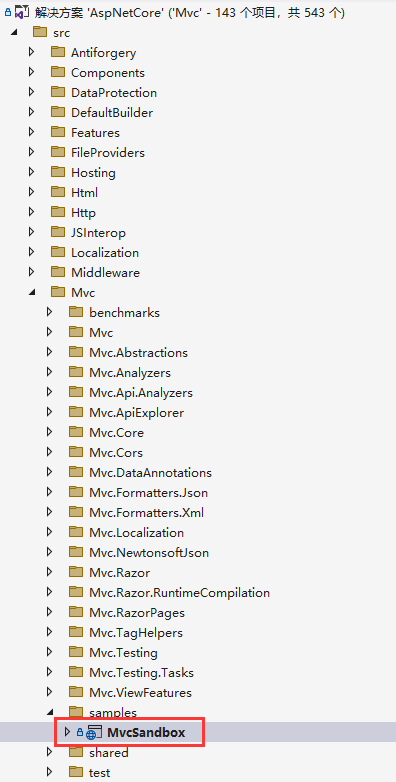 解决方案 'AspNetCore' ('Mvc' - 143 个项目，共 543 个)
src
Antiforgery
Components
DataProtection
DefaultBuilder
Features
FileProviders
Hosting
Html
Http
JSInterop
Localization
Middleware
Mvc
benchmarks
Mvc
Mvc.Abstractions
Mvc.Analyzers
Mvc.Api.Analyzers
Mvc.ApiExplorer
Mvc.Core
Mvc.Cors
Mvc.DataAnnotations
Mvc.Formatters.Json
Mvc.Formatters.Xml
Mvc.Localization
Mvc.NewtonsoftJson
Mvc.Razor
Mvc.Razor.RuntimeCompilation
Mvc.RazorPages
Mvc.TagHelpers
Mvc.Testing
Mvc.Testing.Tasks
Mvc.ViewFeatures
samples
MvcSandbox
shared
test